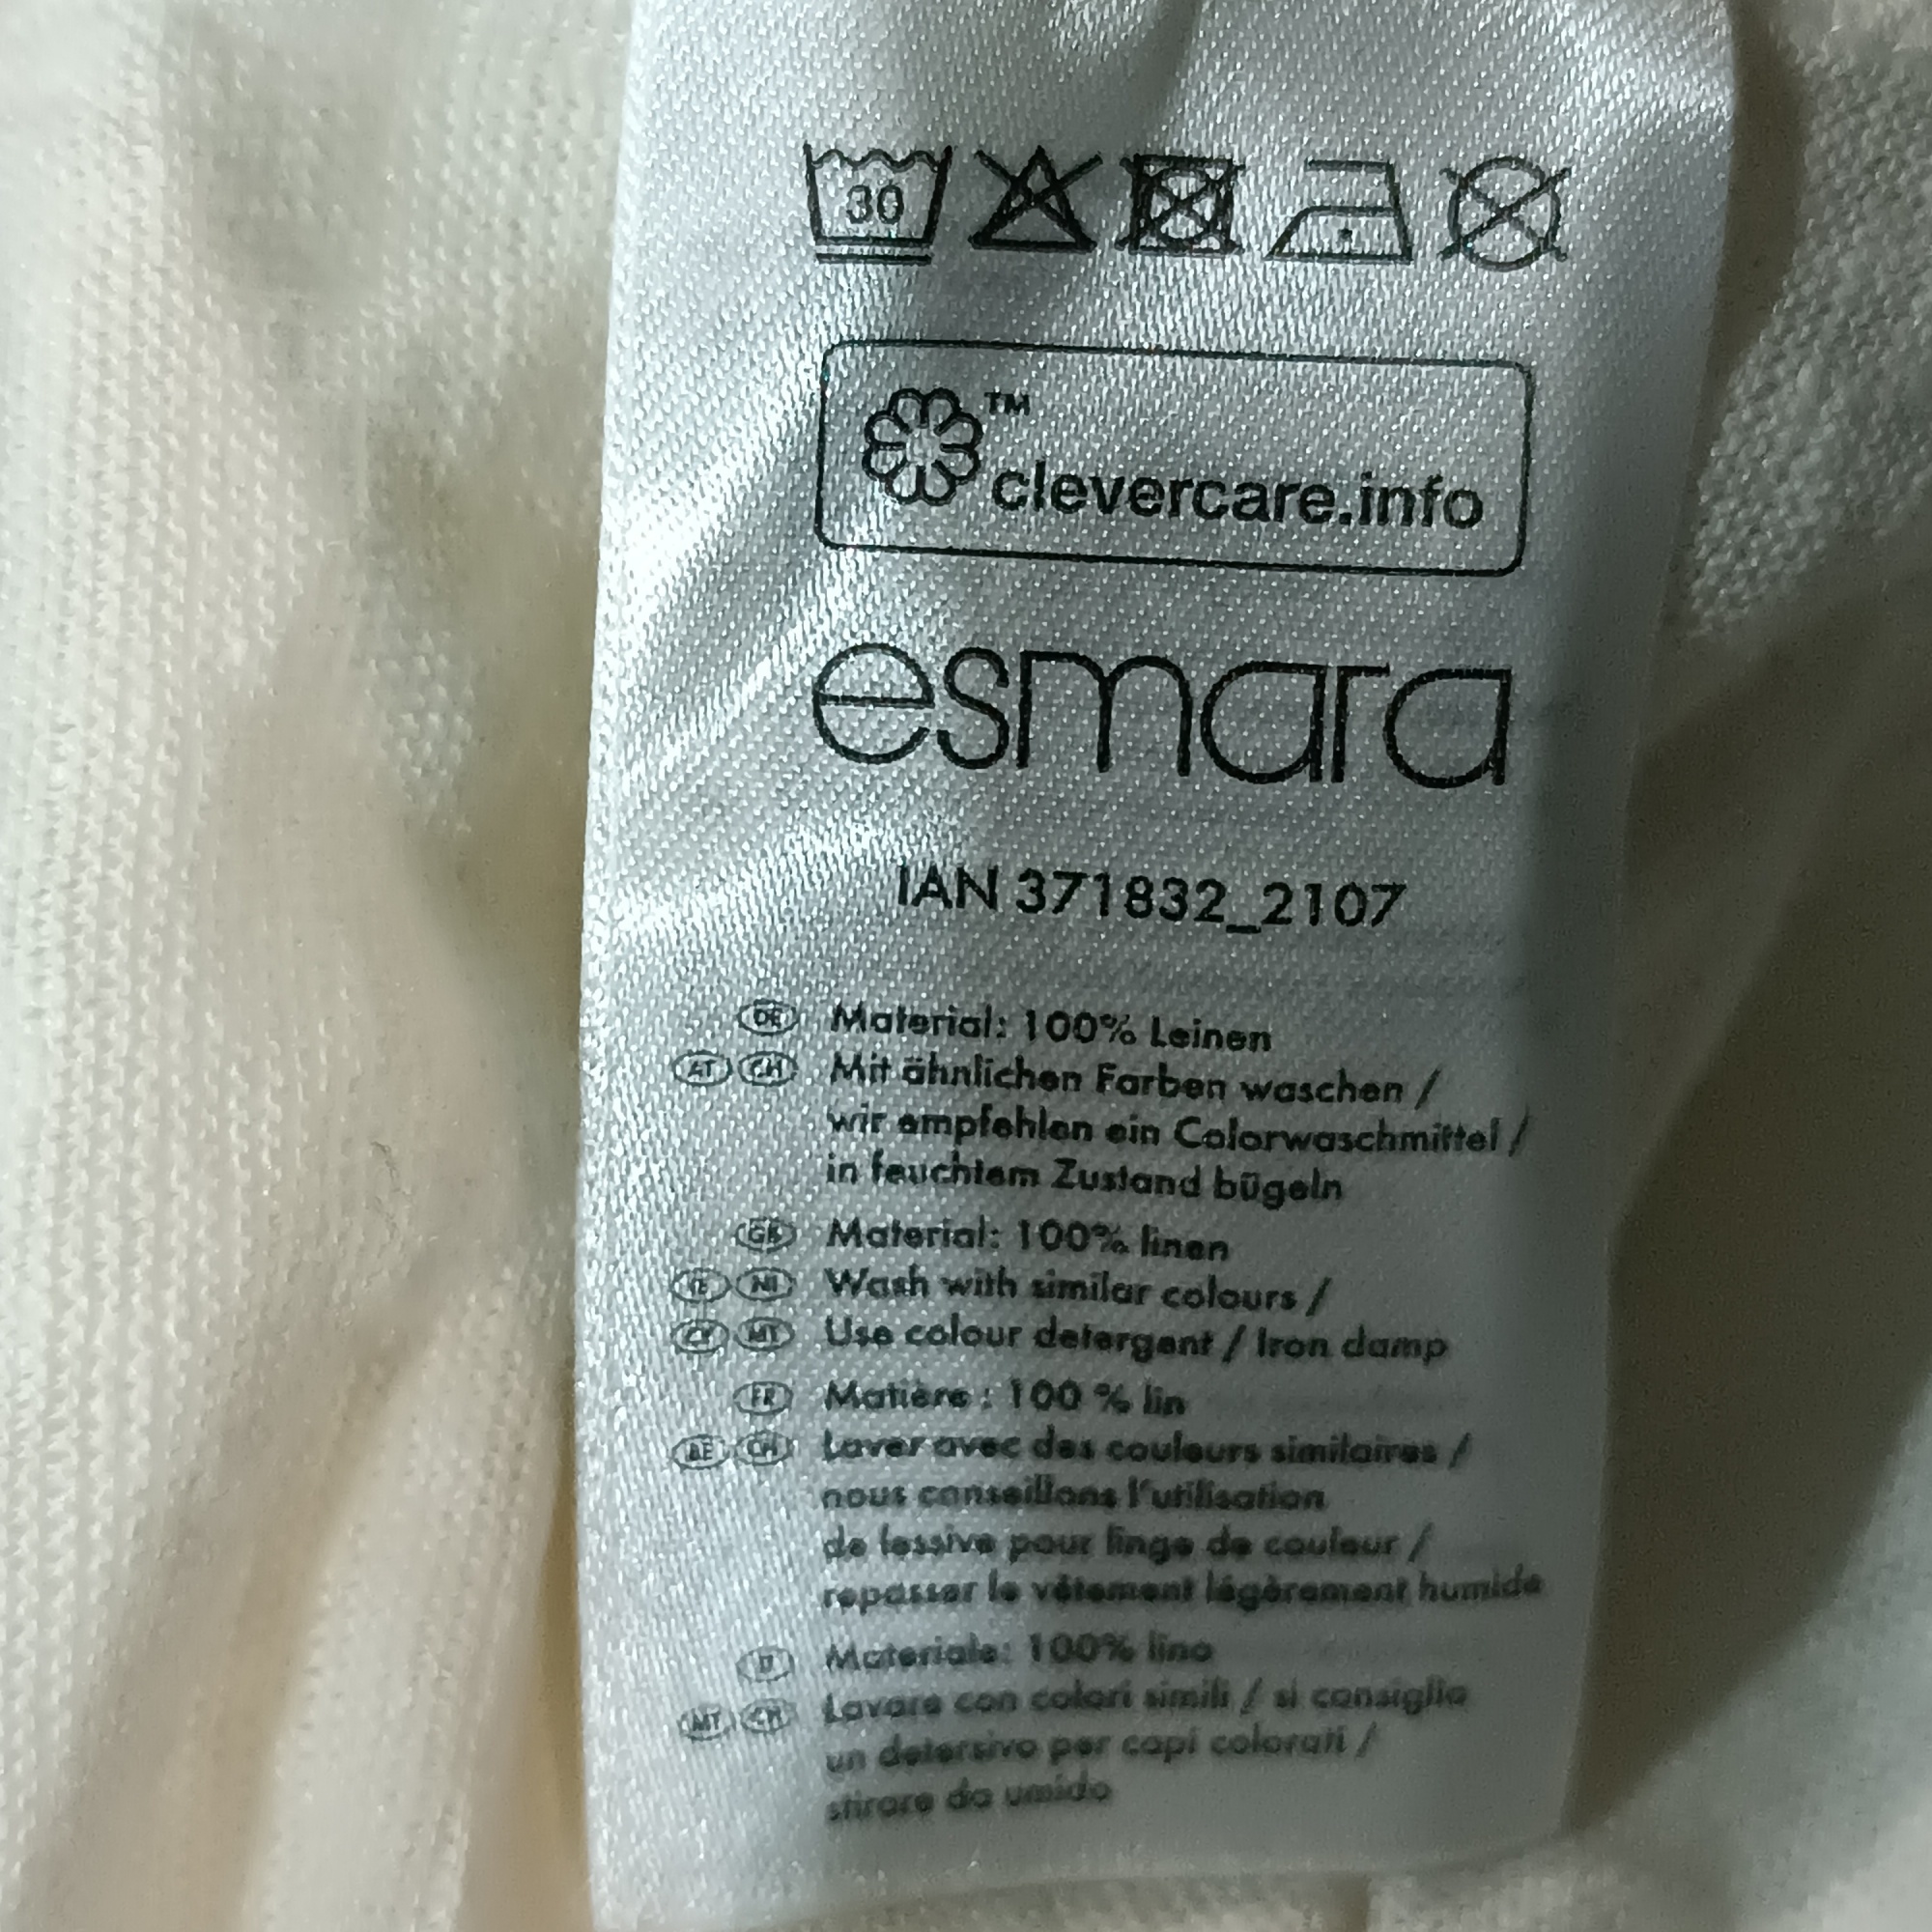 30
™
clevercare.info
esmara
IAN 371832_2107
DE Material: 100% Leinen
AT CH Mit ähnlichen Farben waschen /
wir empfehlen ein Colorwaschmittel /
in feuchtem Zustand bügeln
GB Material: 100% linen
IE NI Wash with similar colours /
CY MT Use colour detergent / Iron damp
FR Matière : 100 % lin
BE CH Laver avec des couleurs similaires /
nous conseillons l'utilisation
de lessive pour linge de couleur /
repasser le vêtement légèrement humide
IT Materiale: 100% lino
MT CH Lavare con colori simili / si consiglia
un detersivo per capi colorati /
stirare da umido